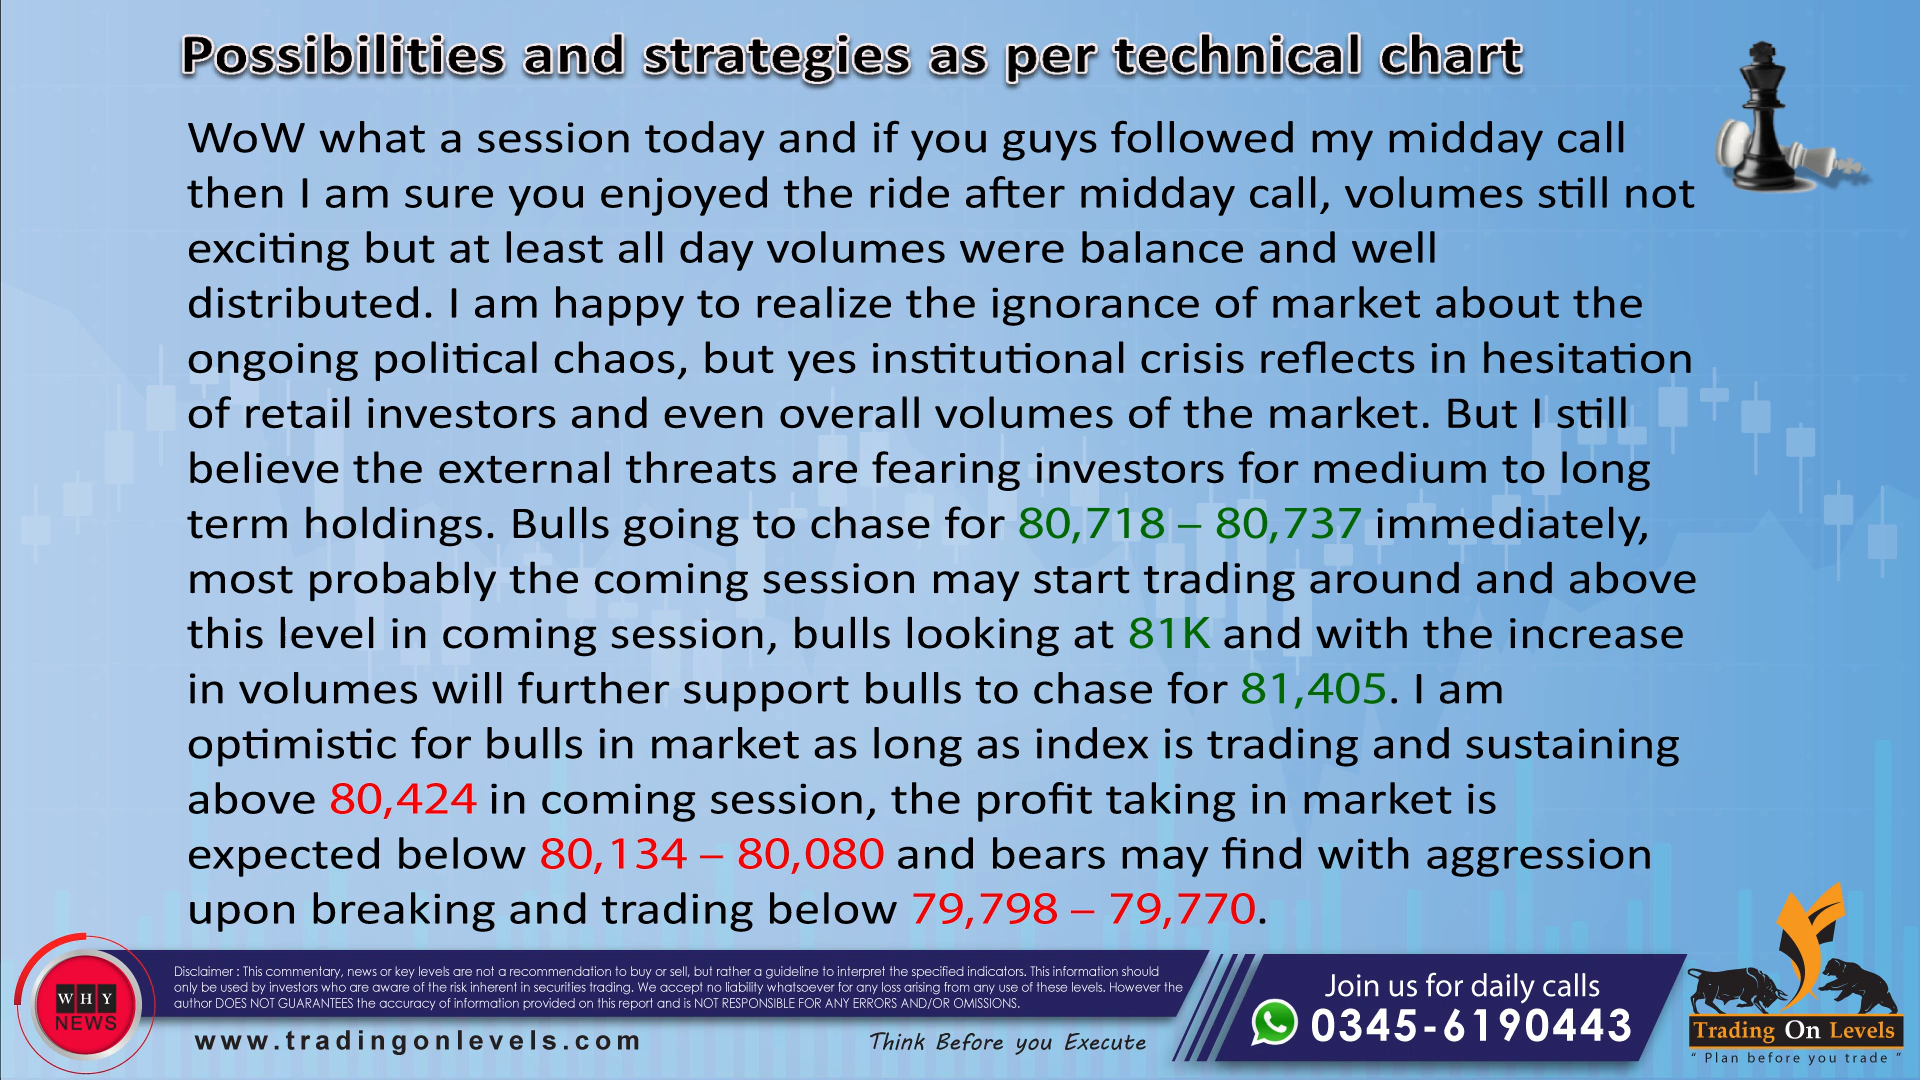 Possibilities and strategies as per technical chart
WoW what a session today and if you guys followed my midday call
then I am sure you enjoyed the ride after midday call, volumes still not
exciting but at least all day volumes were balance and well
distributed. I am happy to realize the ignorance of market about the
ongoing political chaos, but yes institutional crisis reflects in hesitation
of retail investors and even overall volumes of the market. But I still
believe the external threats are fearing investors for medium to long
term holdings. Bulls going to chase for 80,718 – 80,737 immediately,
most probably the coming session may start trading around and above
this level in coming session, bulls looking at 81K and with the increase
in volumes will further support bulls to chase for 81,405. I am
optimistic for bulls in market as long as index is trading and sustaining
above 80,424 in coming session, the profit taking in market is
expected below 80,134 – 80,080 and bears may find with aggression
upon breaking and trading below 79,798 – 79,770.
Disclaimer : This commentary, news or key levels are not a recommendation to buy or sell, but rather a guideline to interpret the specified indicators. This information should
only be used by investors who are aware of the risk inherent in securities trading. We accept no liability whatsoever for any loss arising from any use of these levels. However the
author DOES NOT GUARANTEES the accuracy of information provided on this report and is NOT RESPONSIBLE FOR ANY ERRORS AND/OR OMISSIONS.
WHY
NEWS
www.tradingonlevels.com
Think Before you Execute
Join us for daily calls
0345-6190443
Trading On Levels
" Plan before you trade "